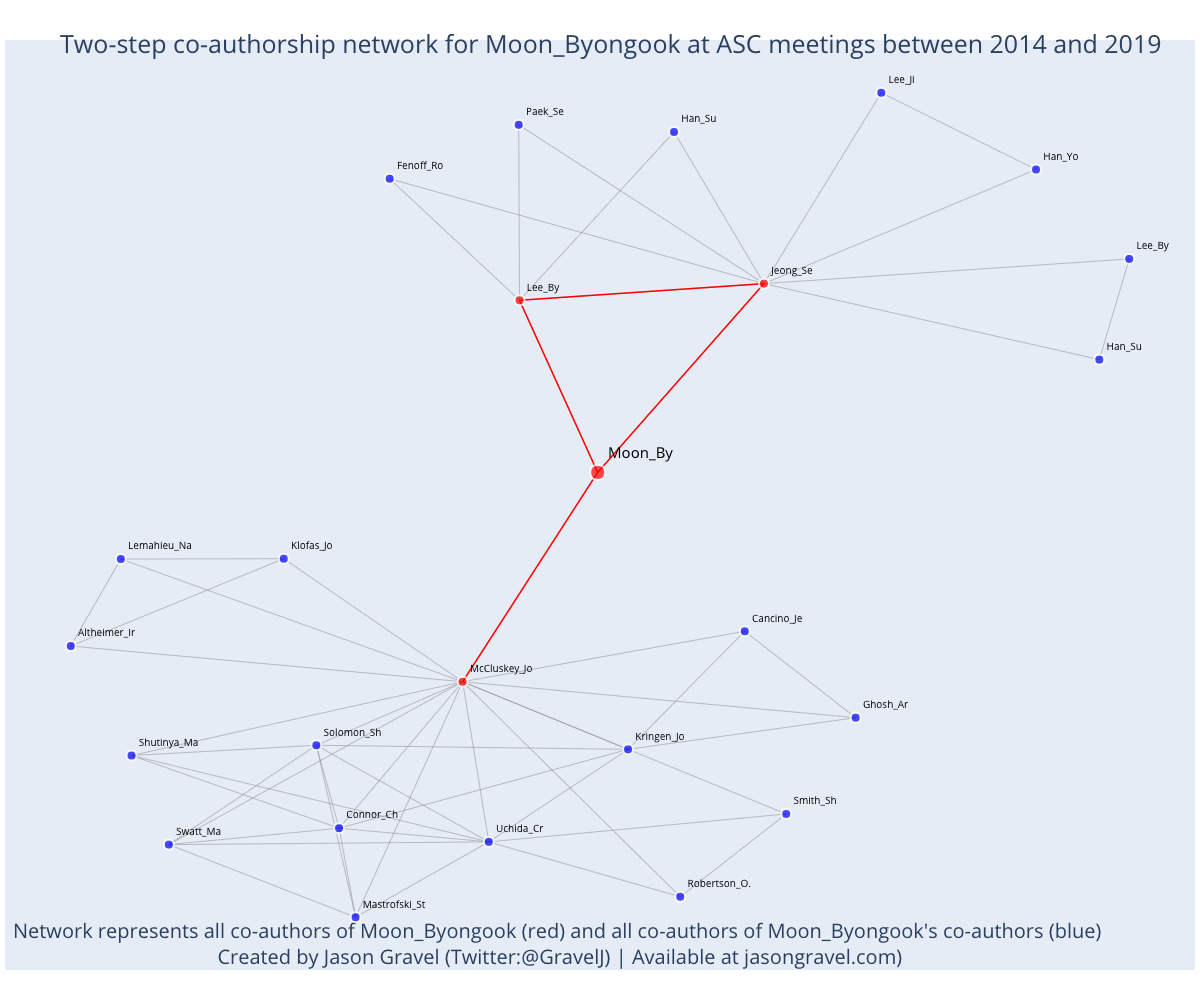 Two-step co-authorship network for Moon_Byongook at ASC meetings between 2014 and 2019
Lee_Ji
Paek_Se
Han_Su
Han_Yo
Fenoff_Ro
Lee_By
Jeong_Se
Lee_By
Han_Su
Moon_By
Lemahieu_Na
Klofas_Jo
Cancino_Je
Altheimer_Ir
McCluskey_Jo
Ghosh_Ar
Solomon_Sh
Kringen_Jo
Shutinya_Ma
Smith_Sh
Connor_Ch
Uchida_Cr
Swatt_Ma
Robertson_O.
Mastrofski_St
Network represents all co-authors of Moon_Byongook (red) and all co-authors of Moon_Byongook's co-authors (blue)
Created by Jason Gravel (Twitter:@GravelJ) | Available at jasongravel.com)